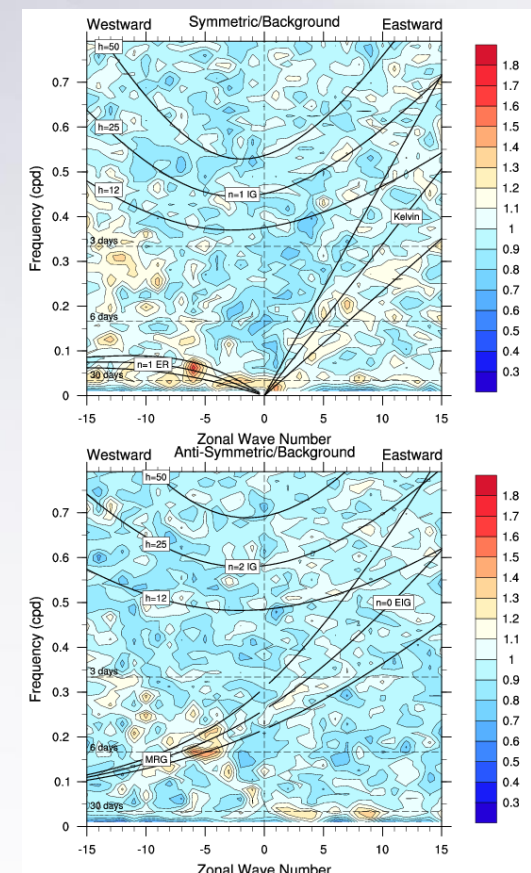 Westward Symmetric/Background Eastward
h=50
h=25
h=12
n=1 IG
Kelvin
3 days
6 days
n=1 ER
30 days
Frequency (cpd)
0.7
0.6
0.5
0.4
0.3
0.2
0.1
0
-15 -10 -5 0 5 10 15
Zonal Wave Number
1.8
1.7
1.6
1.5
1.4
1.3
1.2
1.1
1
0.9
0.8
0.7
0.6
0.5
0.4
0.3
Westward Anti-Symmetric/Background Eastward
h=50
h=25
n=2 IG
h=12
n=0 EIG
3 days
6 days
MRG
30 days
Frequency (cpd)
0.7
0.6
0.5
0.4
0.3
0.2
0.1
0
-15 -10 -5 0 5 10 15
Zonal Wave Number
1.8
1.7
1.6
1.5
1.4
1.3
1.2
1.1
1
0.9
0.8
0.7
0.6
0.5
0.4
0.3